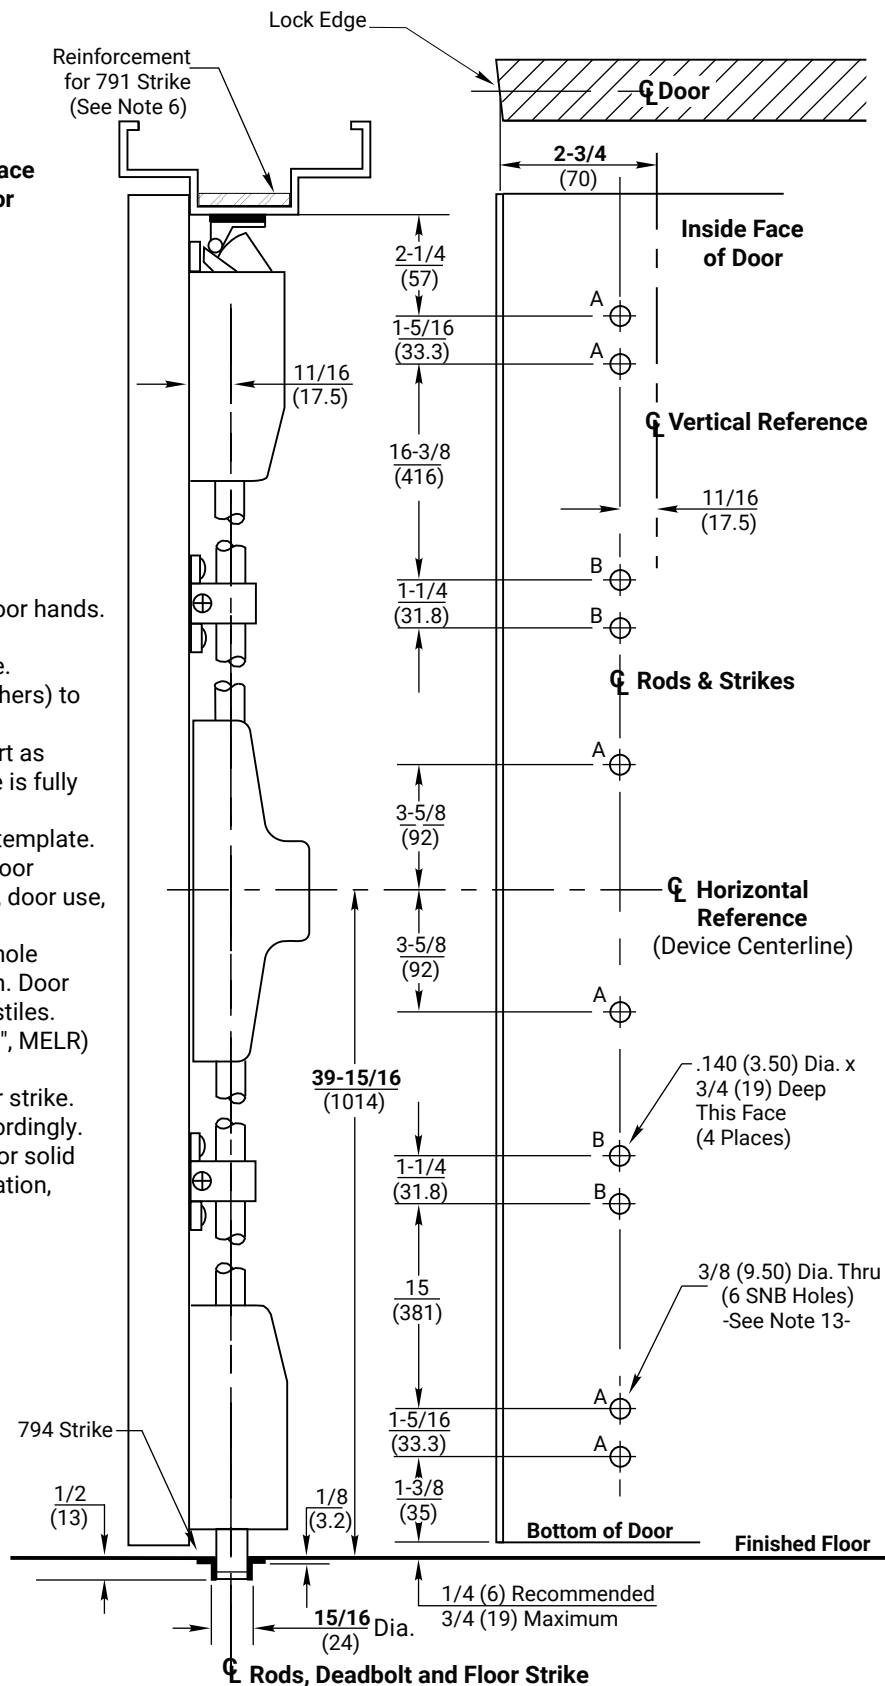 Lock Edge
Reinforcement
for 791 Strike
(See Note 6)
℄ Door
ace
or
2-3/4
(70)
Inside Face
of Door
2-1/4
(57)
A
1-5/16
(33.3)
A
11/16
(17.5)
℄ Vertical Reference
16-3/8
(416)
11/16
(17.5)
B
oor hands.
1-1/4
(31.8)
B
e.
℄ Rods & Strikes
hers) to
rt as
A
e is fully
3-5/8
(92)
template.
oor
, door use,
℄ Horizontal
Reference
(Device Centerline)
hole
3-5/8
(92)
n. Door
stiles.
A
", MELR)
39-15/16
(1014)
.140 (3.50) Dia. x
3/4 (19) Deep
This Face
(4 Places)
r strike.
ordingly.
B
or solid
1-1/4
(31.8)
ation,
B
15
(381)
3/8 (9.50) Dia. Thru
(6 SNB Holes)
-See Note 13-
A
1-5/16
(33.3)
794 Strike
A
1/2
(13)
1/8
(3.2)
1-3/8
(35)
Bottom of Door
Finished Floor
1/4 (6) Recommended
3/4 (19) Maximum
15/16 Dia.
(24)
℄ Rods, Deadbolt and Floor Strike